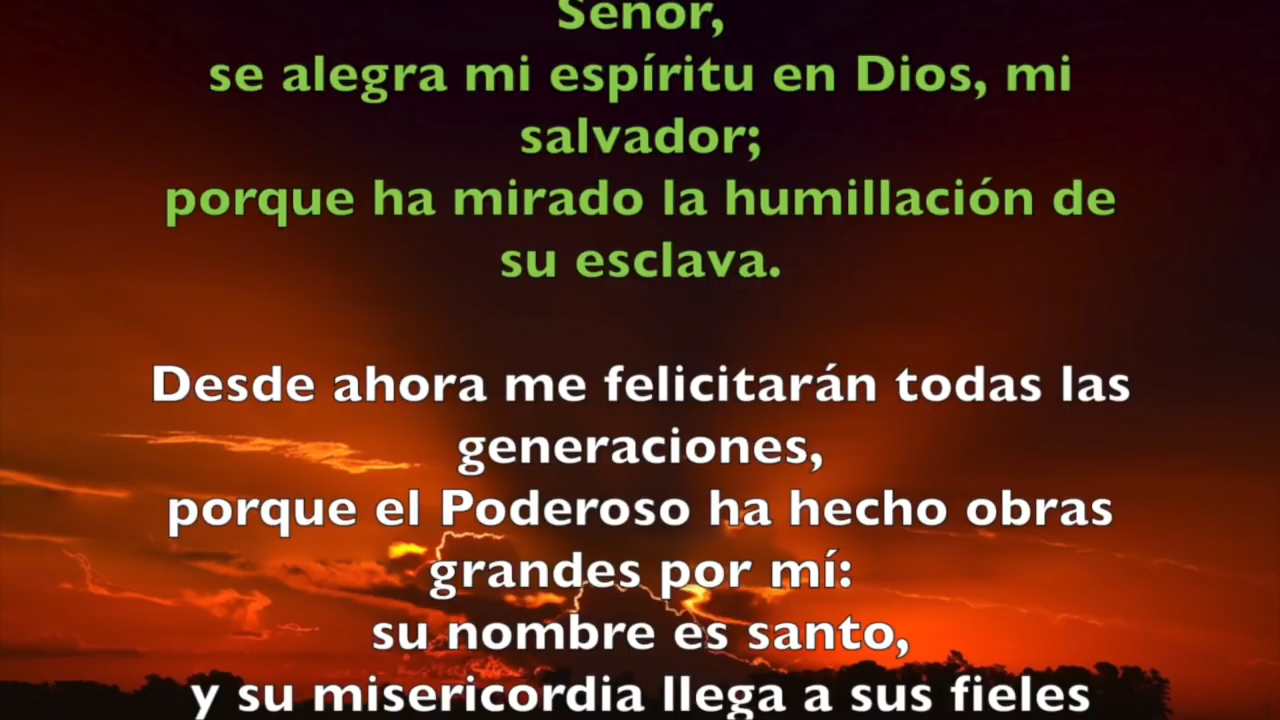 Señor,
se alegra mi espíritu en Dios, mi
salvador;
porque ha mirado la humillación de
su esclava.
Desde ahora me felicitarán todas las
generaciones,
porque el Poderoso ha hecho obras
grandes por mí:
su nombre es santo,
y su misericordia llega a sus fieles